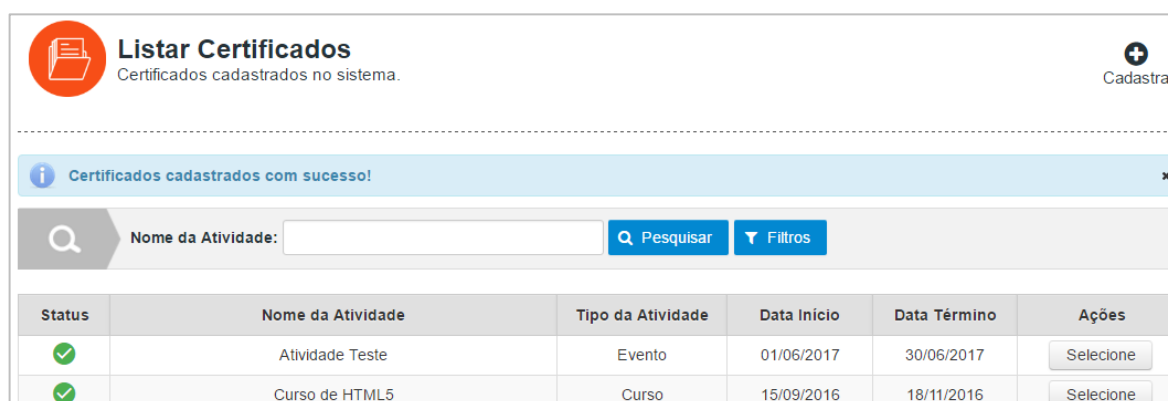 Listar Certificados
Certificados cadastrados no sistema.
Cadastra
Certificados cadastrados com sucesso!
Nome da Atividade: Pesquisar Filtros
Status Nome da Atividade Tipo da Atividade Data Início Data Término Ações
Atividade Teste Evento 01/06/2017 30/06/2017 Selecione
Curso de HTML5 Curso 15/09/2016 18/11/2016 Selecione